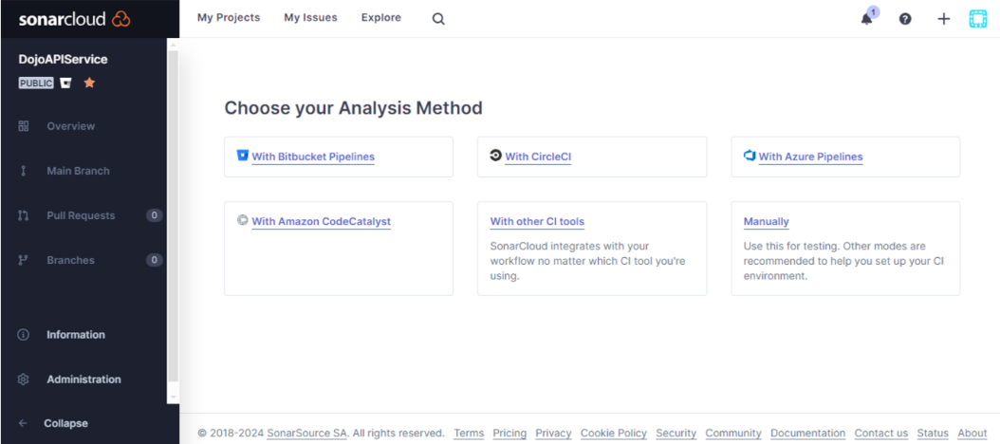 sonarcloud
My Projects My Issues Explore
1
DojoAPIService
PUBLIC
Overview
Main Branch
Pull Requests 0
Branches 0
Information
Administration
Collapse
Choose your Analysis Method
With Bitbucket Pipelines
With CircleCI
With Azure Pipelines
With Amazon CodeCatalyst
With other CI tools
SonarCloud integrates with your
workflow no matter which CI tool you're
using.
Manually
Use this for testing. Other modes are
recommended to help you set up your CI
environment.
© 2018-2024 SonarSource SA. All rights reserved. Terms Pricing Privacy Cookie Policy Security Community Documentation Contact us Status About